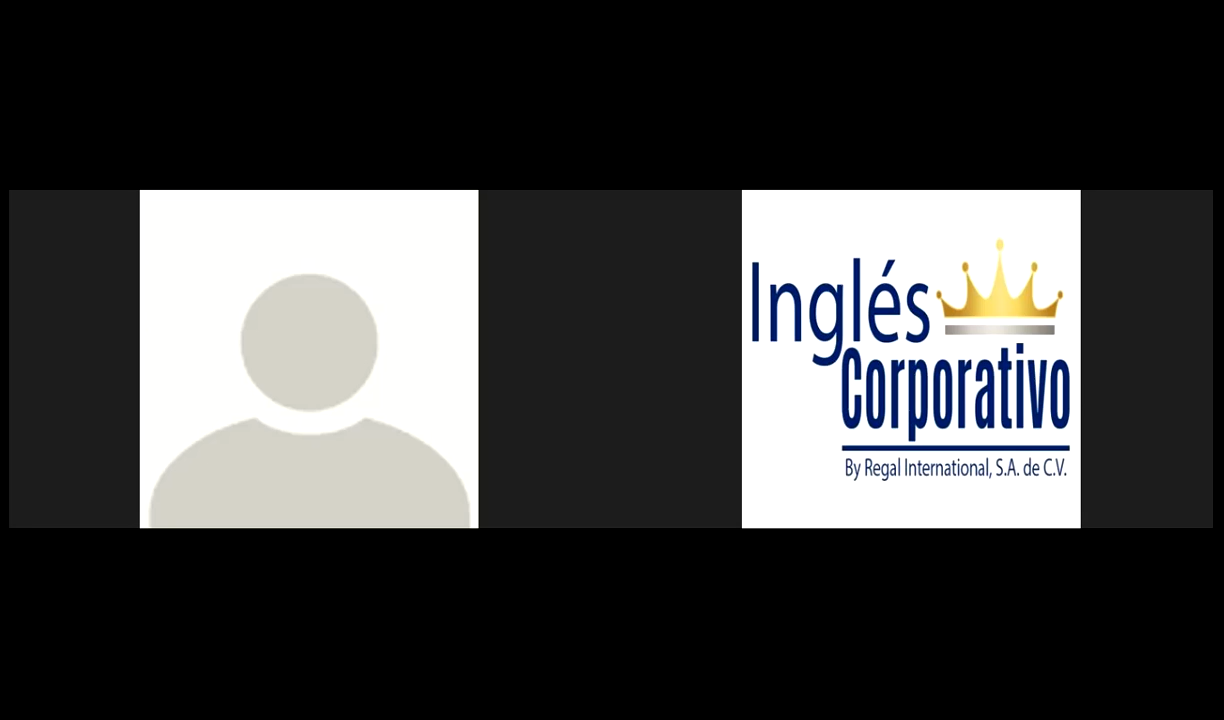 Inglés
Corporativo
By Regal International, S.A. de C.V.